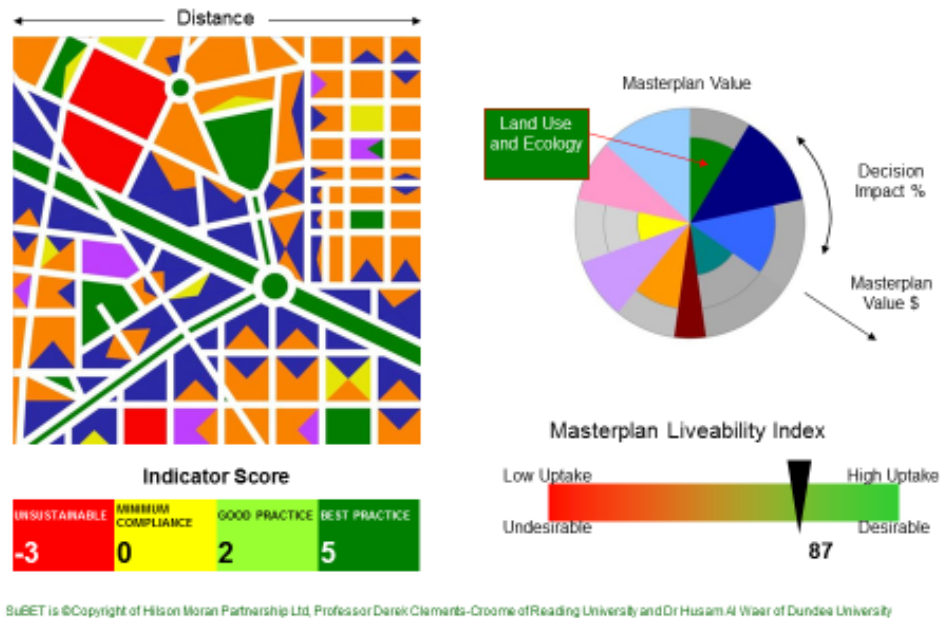 Distance
Masterplan Value
Land Use
and Ecology
Decision
Impact %
Masterplan
Value $
Masterplan Liveability Index
Low Uptake
High Uptake
Undesirable
Desirable
87
Indicator Score
UNSUSTAINABLE
-3
MINIMUM
COMPLIANCE
0
GOOD PRACTICE
2
BEST PRACTICE
5
SuBET is ©Copyright of Hilson Moran Partnership Ltd, Professor Derek Clements-Croome of Reading University and Dr Husam Al Waer of Dundee University